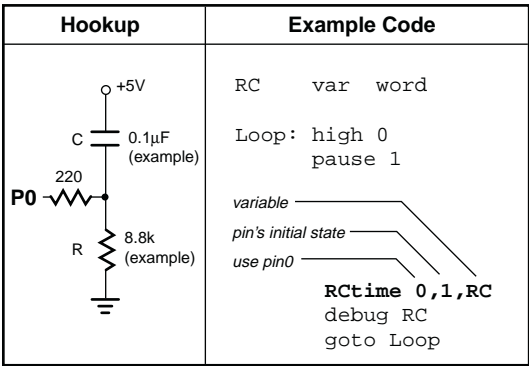 Hookup
Example Code
+5V
C
0.1μF
(example)
220
P0
R
8.8k
(example)
RC var word
Loop: high 0
pause 1
variable
pin's initial state
use pin0
RCtime 0,1,RC
debug RC
goto Loop